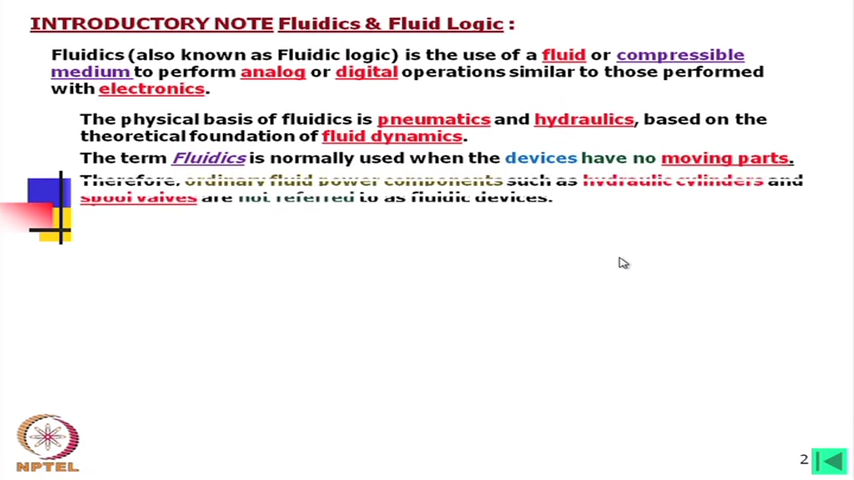 INTRODUCTORY NOTE Fluidics & Fluid Logic :
Fluidics (also known as Fluidic logic) is the use of a fluid or compressible
medium to perform analog or digital operations similar to those performed
with electronics.
The physical basis of fluidics is pneumatics and hydraulics, based on the
theoretical foundation of fluid dynamics.
The term Fluidics is normally used when the devices have no moving parts.
Therefore, ordinary fluid power components such as hydraulic cylinders and
spool valves are not referred to as fluidic devices.
NPTEL
2